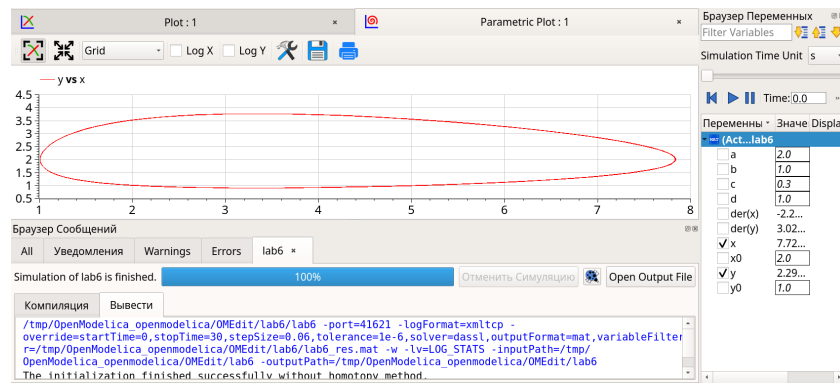 Plot : 1
Parametric Plot : 1
Grid
Log X
Log Y
y vs x
4.5
4
3.5
3
2.5
2
1.5
1
0.5
1 2 3 4 5 6 7 8
Браузер Сообщений
All Уведомления Warnings Errors lab6
Simulation of lab6 is finished. 100% Отменить Симуляцию Open Output File
Компиляция Вывести
/tmp/OpenModelica_openmodelica/OMEdit/lab6/lab6 -port=41621 -logFormat=xmltcp -
override=startTime=0,stopTime=30,stepSize=0.06,tolerance=1e-6,solver=dassl,outputFormat=mat,variableFilter
r=/tmp/OpenModelica_openmodelica/OMEdit/lab6/lab6_res.mat -w -lv=LOG_STATS -inputPath=/tmp/
OpenModelica_openmodelica/OMEdit/lab6 -outputPath=/tmp/OpenModelica_openmodelica/OMEdit/lab6
The initialization finished successfully without homotopy method.
Браузер Переменных
Filter Variables
Simulation Time Unit s
Time: 0.0
Переменны Значе Displa
(Act...lab6
a 2.0
b 1.0
c 0.3
d 1.0
der(x) -2.2...
der(y) 3.02...
x 7.72...
x0 2.0
y 2.29...
y0 1.0